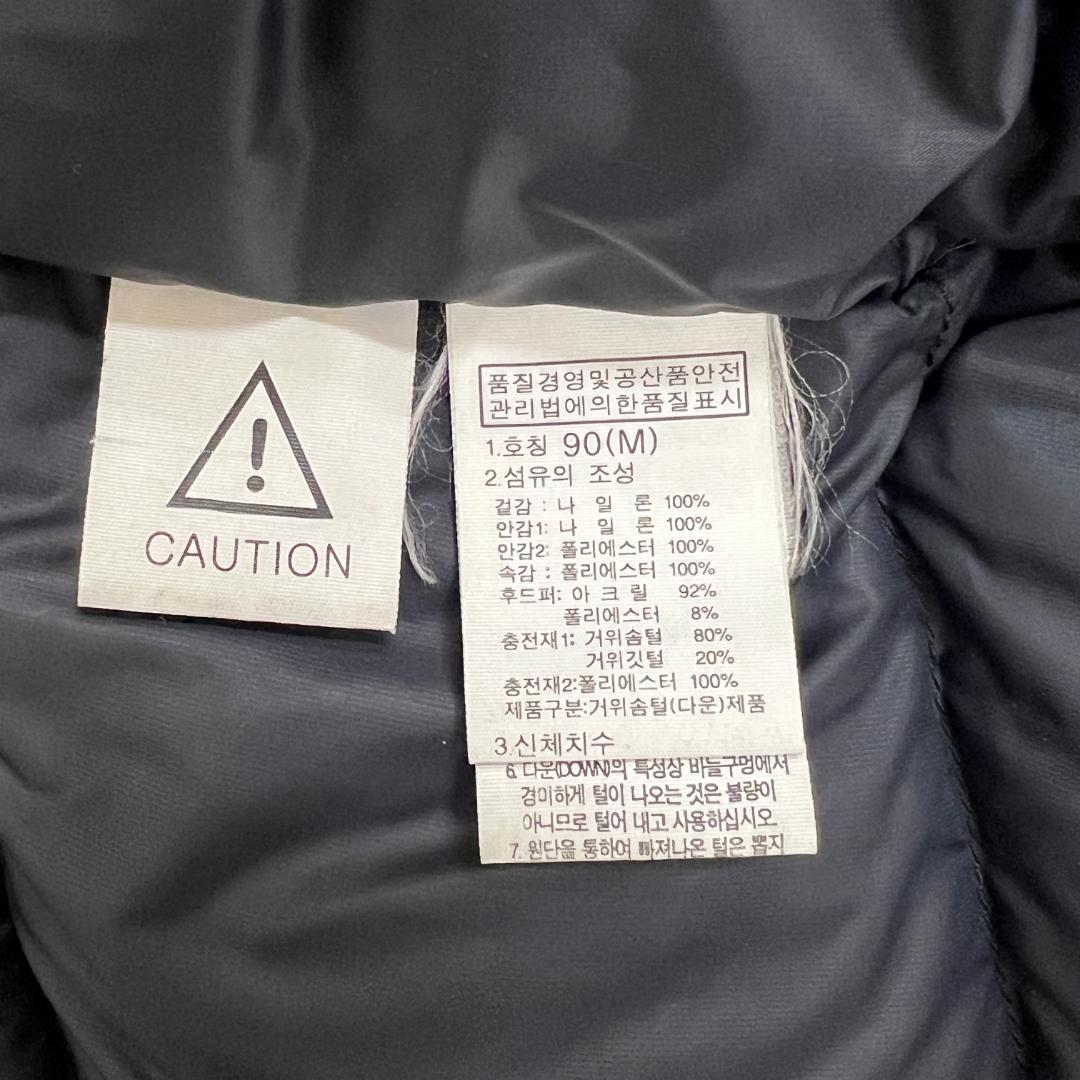 CAUTION
품질경영및공산품안전
관리법에의한품질표시
1.호칭 90(M)
2.섬유의 조성
겉감 : 나 일 론 100%
안감1: 나 일 론 100%
안감2: 폴리에스터 100%
속감 : 폴리에스터 100%
후드퍼: 아 크 릴 92%
폴리에스터 8%
충전재1: 거위솜털 80%
거위깃털 20%
충전재2:폴리에스터 100%
제품구분:거위솜털(다운)제품
3.신체치수
6. 다운(DOWN)의 특성상 바늘구멍에서
경미하게 털이 나오는 것은 불량이
아니므로 털어 내고 사용하십시오
7. 원단을 통하여 빠져나온 털은 뽑지